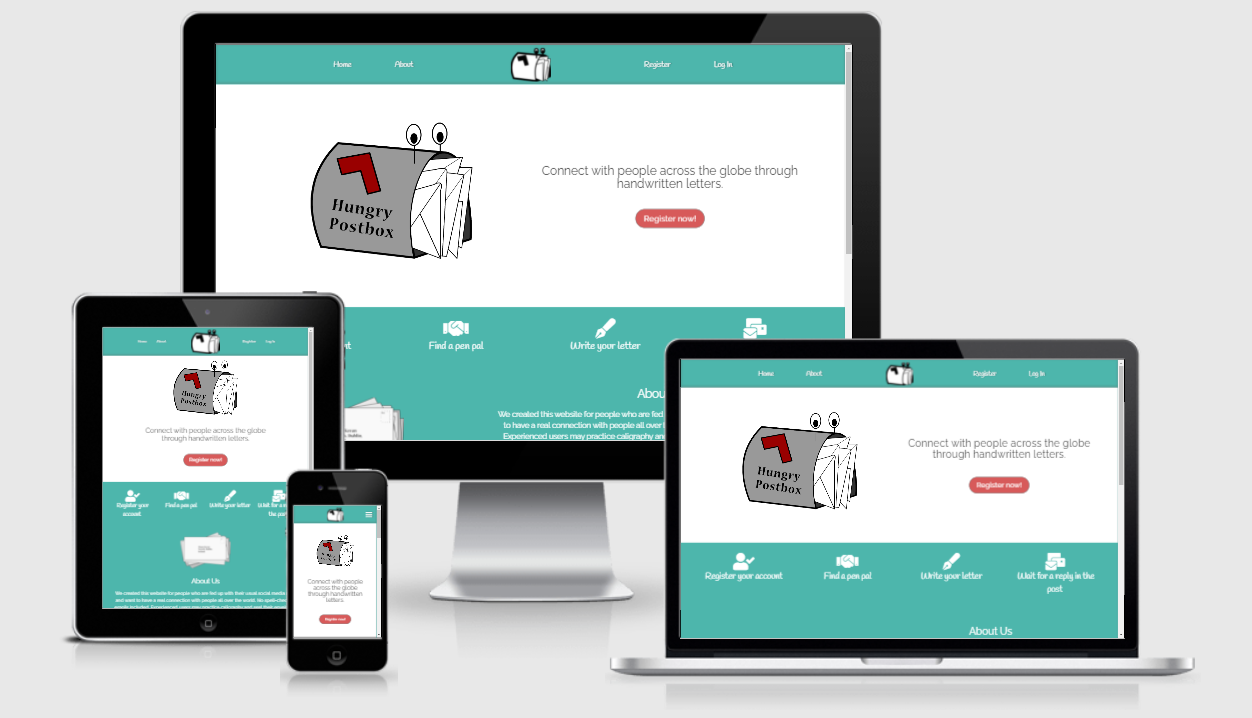 Home
About
Register
Log In
Hungry
Postbox
Connect with people across the globe through
handwritten letters.
Register now!
Find a pen pal
Write your letter
We created this website for people who are fed
to have a real connection with people all over
Experienced users may practice caligraphy an
Home
About
Register
Log In
Hungry
Postbox
Connect with people across the globe
through handwritten letters.
Register now!
Register your
account
Find a pen pal
Write your letter
Wait for a
the
About Us
We created this website for people who are fed up with their usual social media
and want to have a real connection with people all over the world. No spell-chec
Connect with people
across the globe
through handwritten
letters.
Register now!
Home
About
Register
Log In
Hungry
Postbox
Connect with people across the globe
through handwritten letters.
Register now!
Register your account
Find a pen pal
Write your letter
Wait for a reply in the
post
About Us